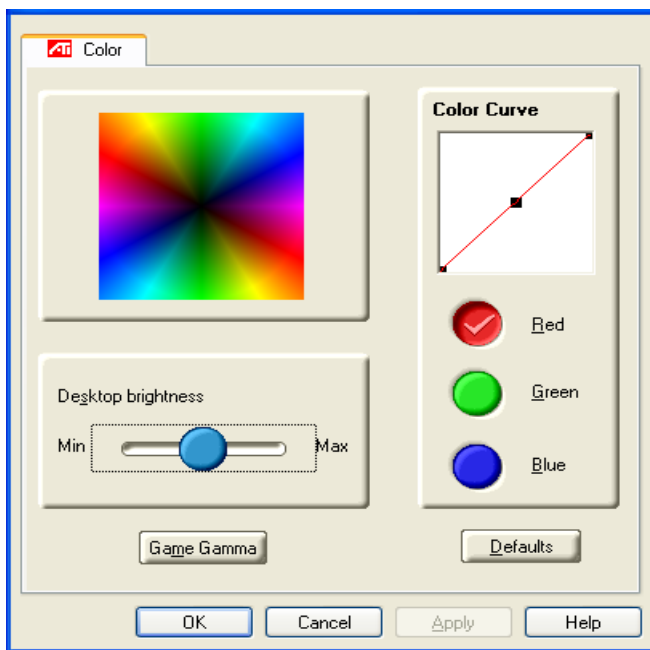 ATI Color
Color Curve
Red
Green
Blue
Desktop brightness
Min Max
Game Gamma
Defaults
OK Cancel Apply Help